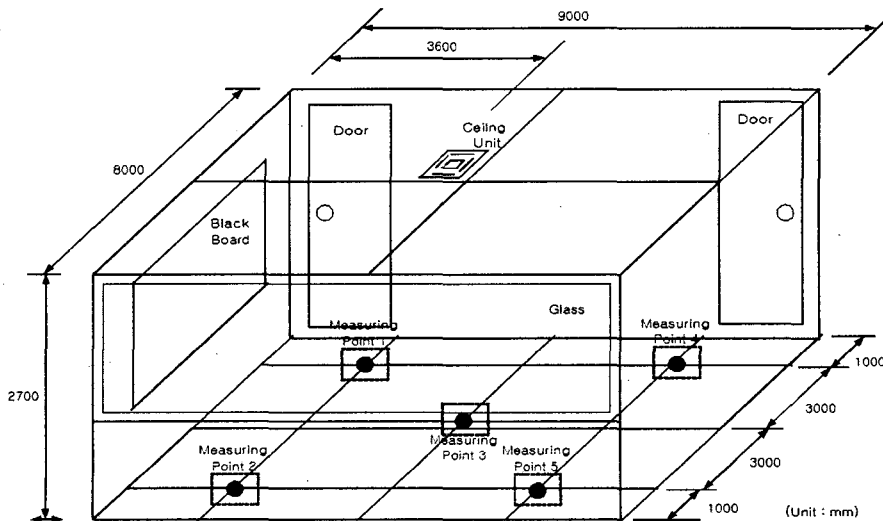 9000
3600
8000
Door
Ceiling
Unit
Door
Black
Board
Glass
Measuring
Point 1
Measuring
Point 4
1000
2700
3000
Measuring
Point 2
Measuring
Point 3
Measuring
Point 5
3000
1000
(Unit : mm)